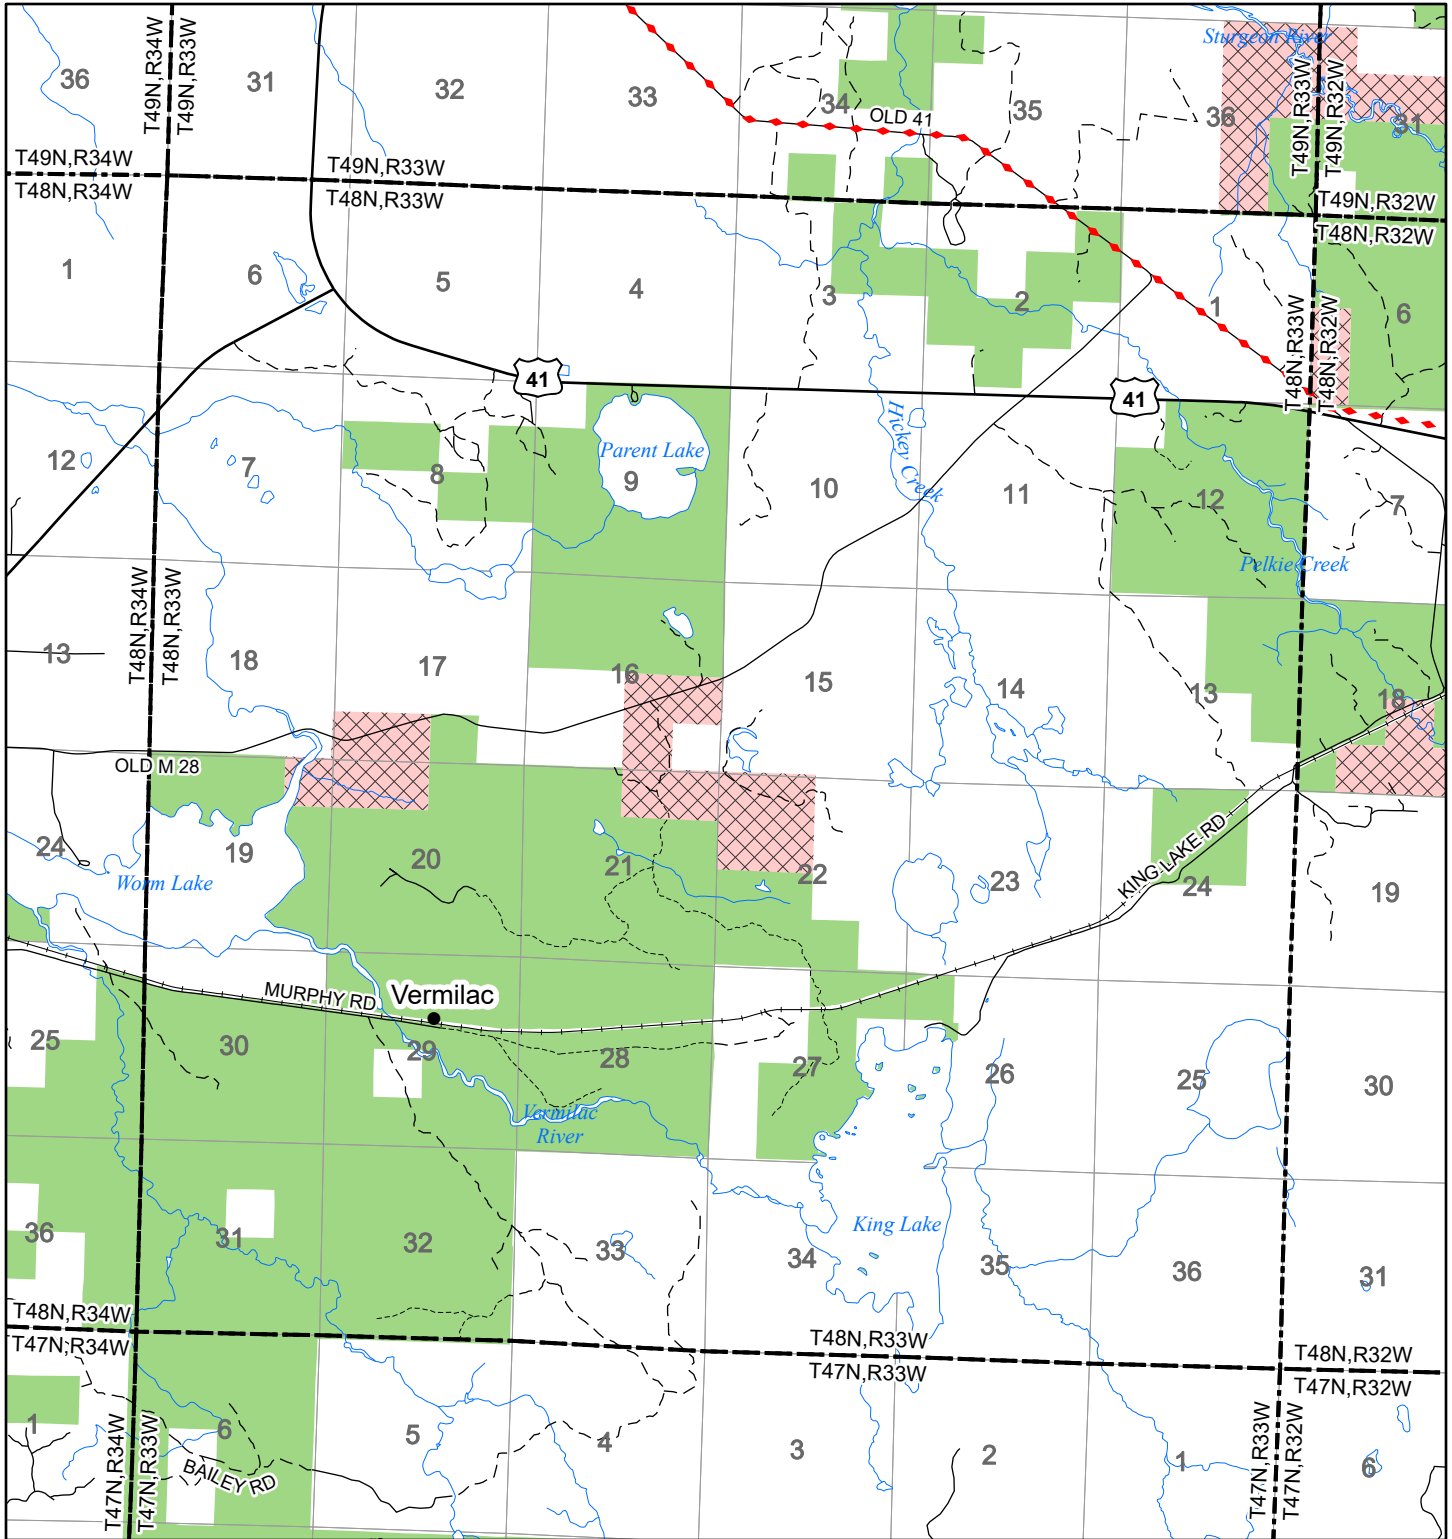 Sturgeon River
36
31
32
33
34
35
36
31
T49N,R34W
T49N,R33W
T49N,R33W
T49N,R32W
OLD 41
T49N,R34W
T48N,R34W
T49N,R33W
T48N,R33W
T49N,R32W
T48N,R32W
1
6
5
4
3
2
1
6
T48N,R33W
T48N,R32W
41
41
Hickey Creek
Parent Lake
12
7
8
9
10
11
12
7
Pelkie Creek
T48N,R34W
T48N,R33W
13
18
17
16
15
14
13
18
OLD M 28
KING LAKE RD
24
19
20
21
22
23
24
19
Worm Lake
MURPHY RD
Vermilac
25
30
29
28
27
26
25
30
Vermilac
River
King Lake
36
31
32
33
34
35
36
31
T48N,R34W
T47N,R34W
T48N,R33W
T47N,R33W
T48N,R32W
T47N,R32W
1
6
5
4
3
2
1
6
T47N,R34W
T47N,R33W
BAILEY RD
T47N,R33W
T47N,R32W